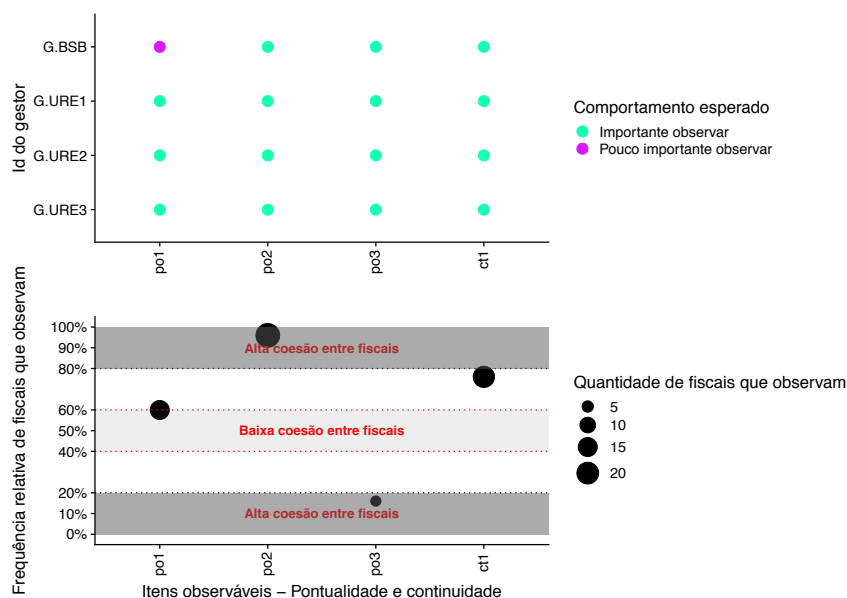 Id do gestor
G.BSB
G.URE1
G.URE2
G.URE3
po1
po2
po3
ct1
Comportamento esperado
Importante observar
Pouco importante observar
Frequência relativa de fiscais que observam
100%
90%
80%
60%
50%
40%
20%
10%
0%
Alta coesão entre fiscais
Baixa coesão entre fiscais
Alta coesão entre fiscais
po1
po2
po3
ct1
Itens observáveis − Pontualidade e continuidade
Quantidade de fiscais que observam
5
10
15
20